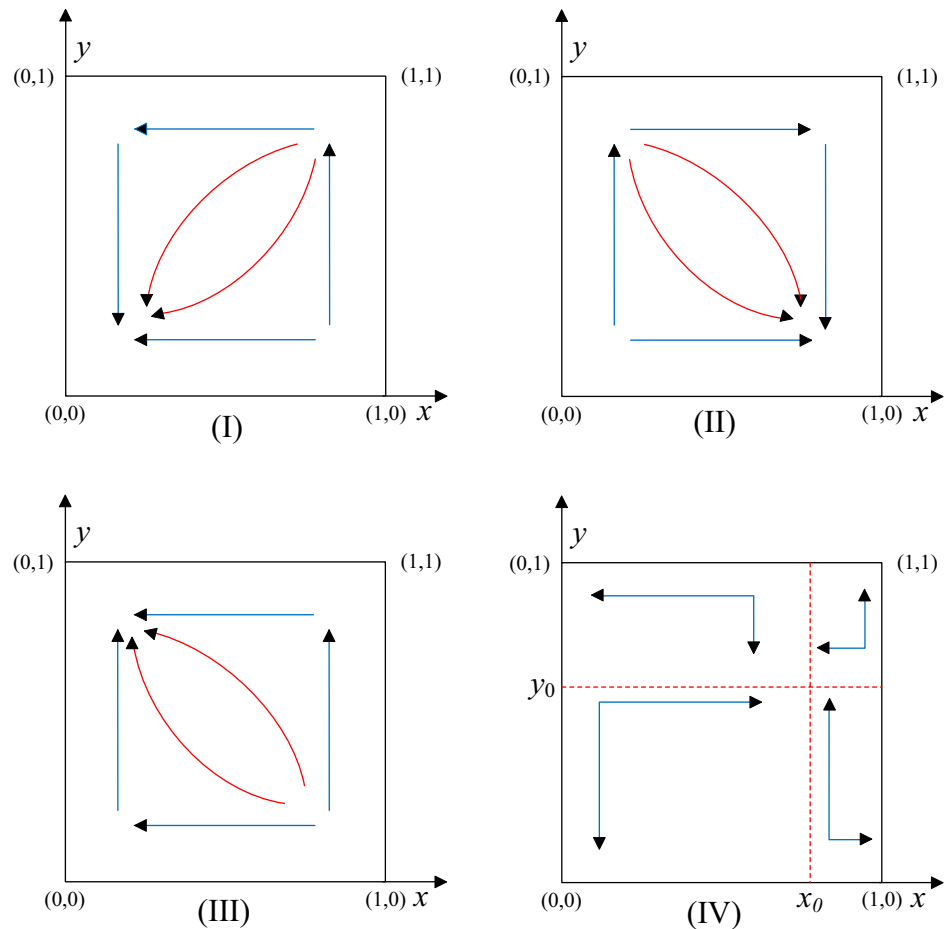 y y
(0,1) (1,1) (0,1) (1,1)
(0,0) (1,0) x (0,0) (1,0) x
(I) (II)
y y
(0,1) (1,1) (0,1) (1,1)
y0
(0,0) (1,0) x (0,0) x0 (1,0) x
(III) (IV)